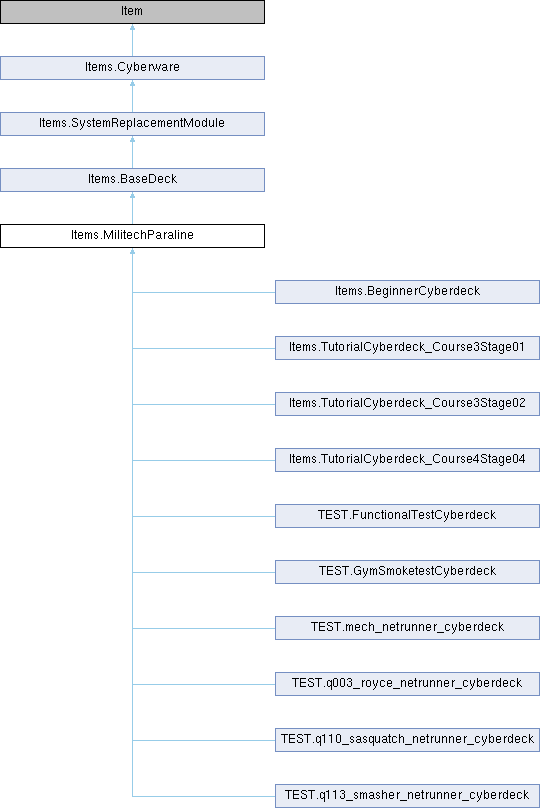 Item
Items.Cyberware
Items.SystemReplacementModule
Items.BaseDeck
Items.MilitechParaline
Items.BeginnerCyberdeck
Items.TutorialCyberdeck_Course3Stage01
Items.TutorialCyberdeck_Course3Stage02
Items.TutorialCyberdeck_Course4Stage04
TEST.FunctionalTestCyberdeck
TEST.GymSmoketestCyberdeck
TEST.mech_netrunner_cyberdeck
TEST.q003_royce_netrunner_cyberdeck
TEST.q110_sasquatch_netrunner_cyberdeck
TEST.q113_smasher_netrunner_cyberdeck